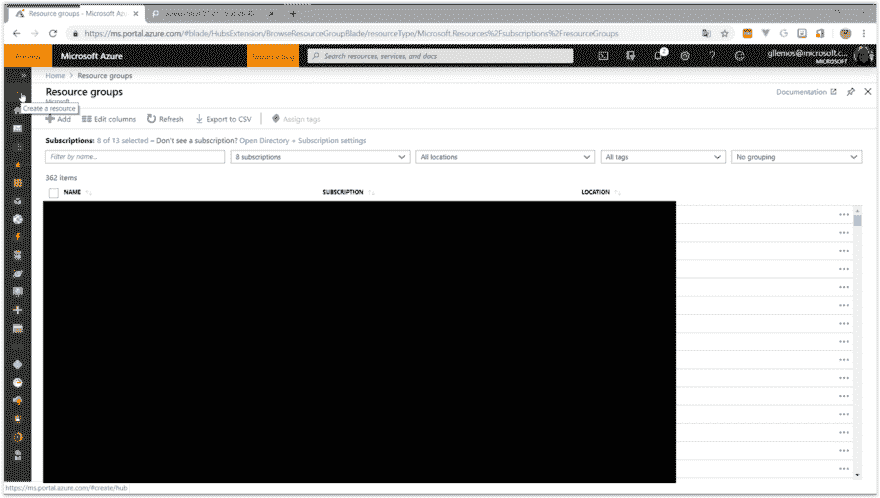 Resource groups - Microsoft Az
https://ms.portal.azure.com/#blade/HubsExtension/BrowseResourceGroupBlade/resourceType/Microsoft.Resources%2Fsubscriptions%2FresourceGroups
Microsoft Azure
Search resources, services, and docs
2
gllemos@microsoft.c...
MICROSOFT
Home > Resource groups
Resource groups
Microsoft
Documentation
Create a resource
Add
Edit columns
Refresh
Export to CSV
Assign tags
Subscriptions: 8 of 13 selected – Don't see a subscription? Open Directory + Subscription settings
Filter by name...
8 subscriptions
All locations
All tags
No grouping
362 items
NAME
SUBSCRIPTION
LOCATION
https://ms.portal.azure.com/#create/hub